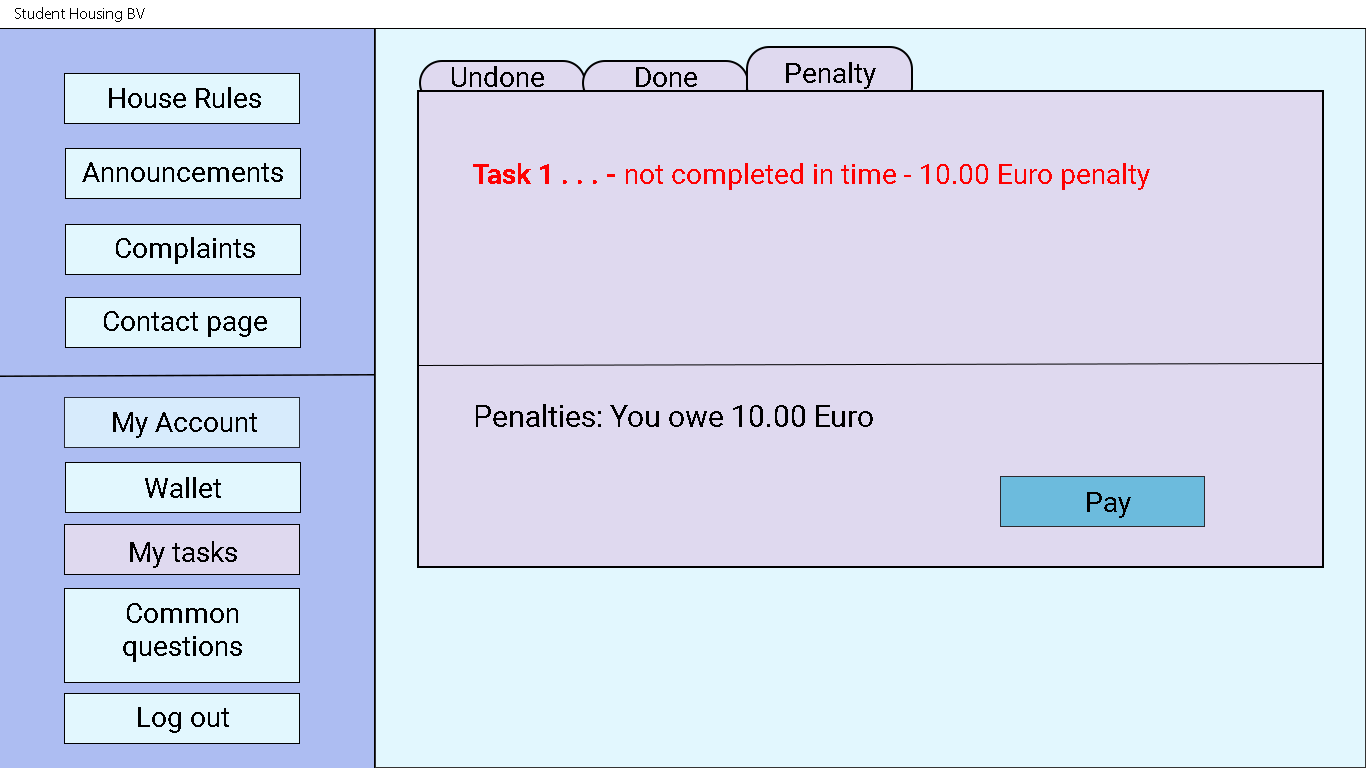 Student Housing BV
House Rules
Announcements
Complaints
Contact page
My Account
Wallet
My tasks
Common
questions
Log out
Undone
Done
Penalty
Task 1 . . . - not completed in time - 10.00 Euro penalty
Penalties: You owe 10.00 Euro
Pay